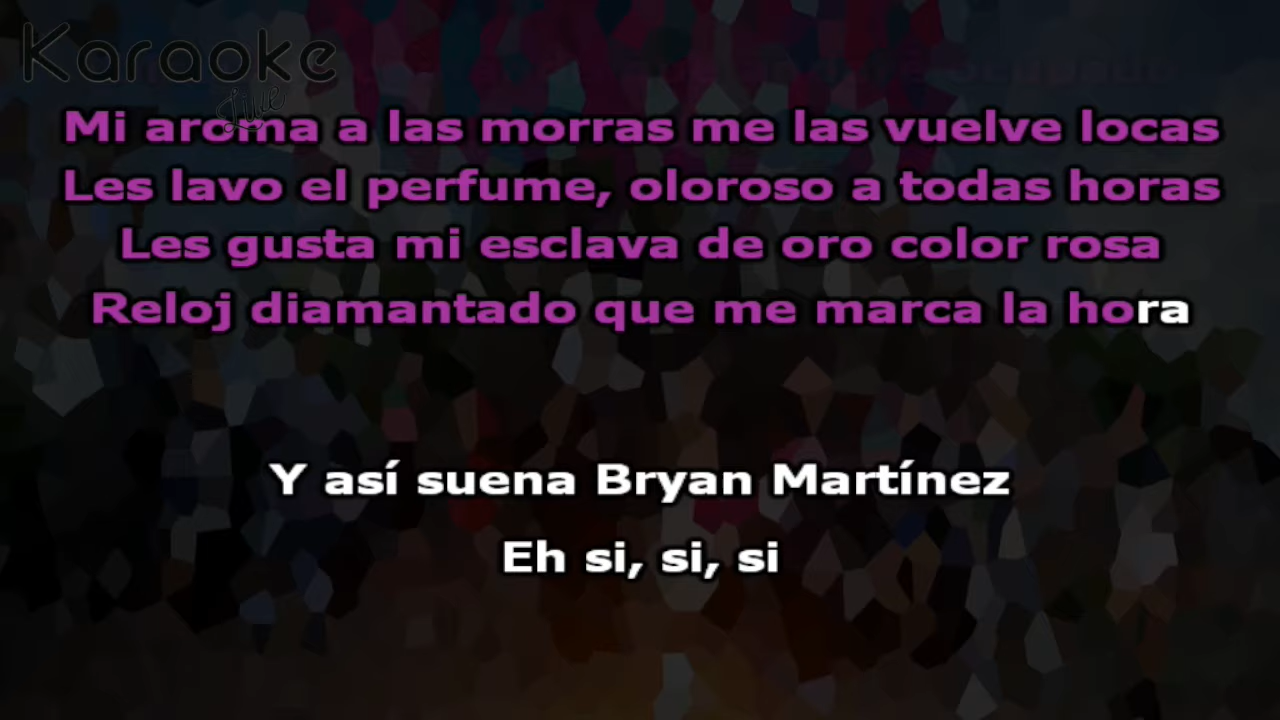 Karaoke
Live
Mi aroma a las morras me las vuelve locas
Les lavo el perfume, oloroso a todas horas
Les gusta mi esclava de oro color rosa
Reloj diamantado que me marca la hora
Y así suena Bryan Martínez
Eh si, si, si